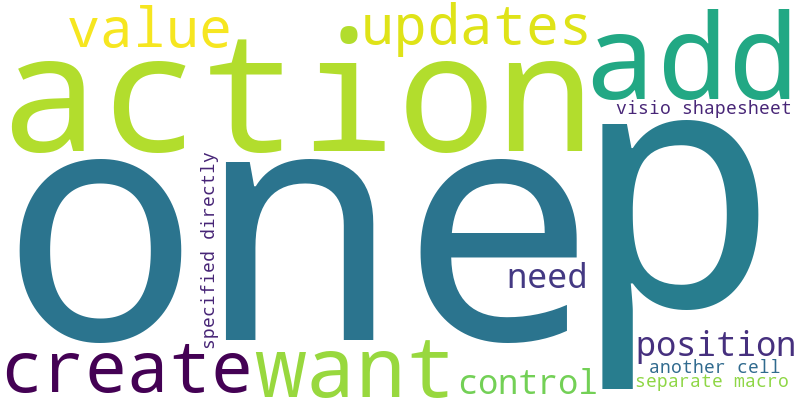 value
updates
add
action
visio shapesheet
one
p
specified directly
need
create
want
position
control
another cell
separate macro